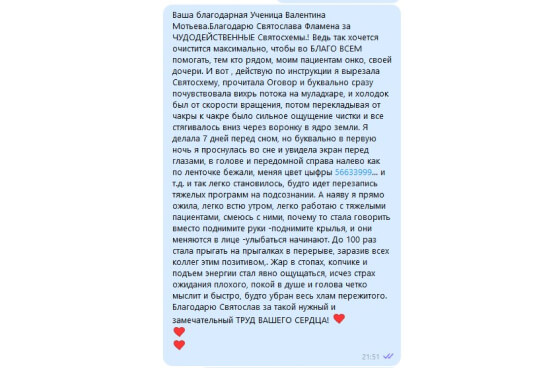 Ваша благодарная Ученица Валентина
Мотьева.Благодарю Святослава Фламена за
ЧУДОДЕЙСТВЕННЫЕ Святосхемы.! Ведь так хочется
очистится максимально, чтобы во БЛАГО ВСЕМ
помогать, тем кто рядом, моим пациентам онко, своей
дочери. И вот , действую по инструкции я вырезала
Святосхему, прочитала Оговор и буквально сразу
почувствовала вихрь потока на муладхаре, и холодок
был от скорости вращения, потом перекладывая от
чакры к чакре было сильное ощущение чистки и все
стягивалось вниз через воронку в ядро земли. Я
делала 7 дней перед сном, но буквально в первую
ночь я проснулась во сне и увидела экран перед
глазами, в голове и передомной справа налево как
по ленточке бежали, меняя цвет цыфры 56633999... и
т.д. и так легко становилось, будто идет перезапись
тяжелых программ на подсознании. А наяву я прямо
ожила, легко встю утром, легко работаю с тяжелыми
пациентами, смеюсь с ними, почему то стала говорить
вместо поднимите руки -поднимите крылья, и они
меняются в лице -улыбаться начинают. До 100 раз
стала прыгать на прыгалках в перерыве, заразив всех
коллег этим позитивом,. Жар в стопах, копчике и
подъем энергии стал явно ощущаться, исчез страх
ожидания плохого, покой в душе и голова четко
мыслит и быстро, будто убран весь хлам пережитого.
Благодарю Святослав за такой нужный и
замечательный ТРУД ВАШЕГО СЕРДЦА! ❤️
❤️
❤️
21:51